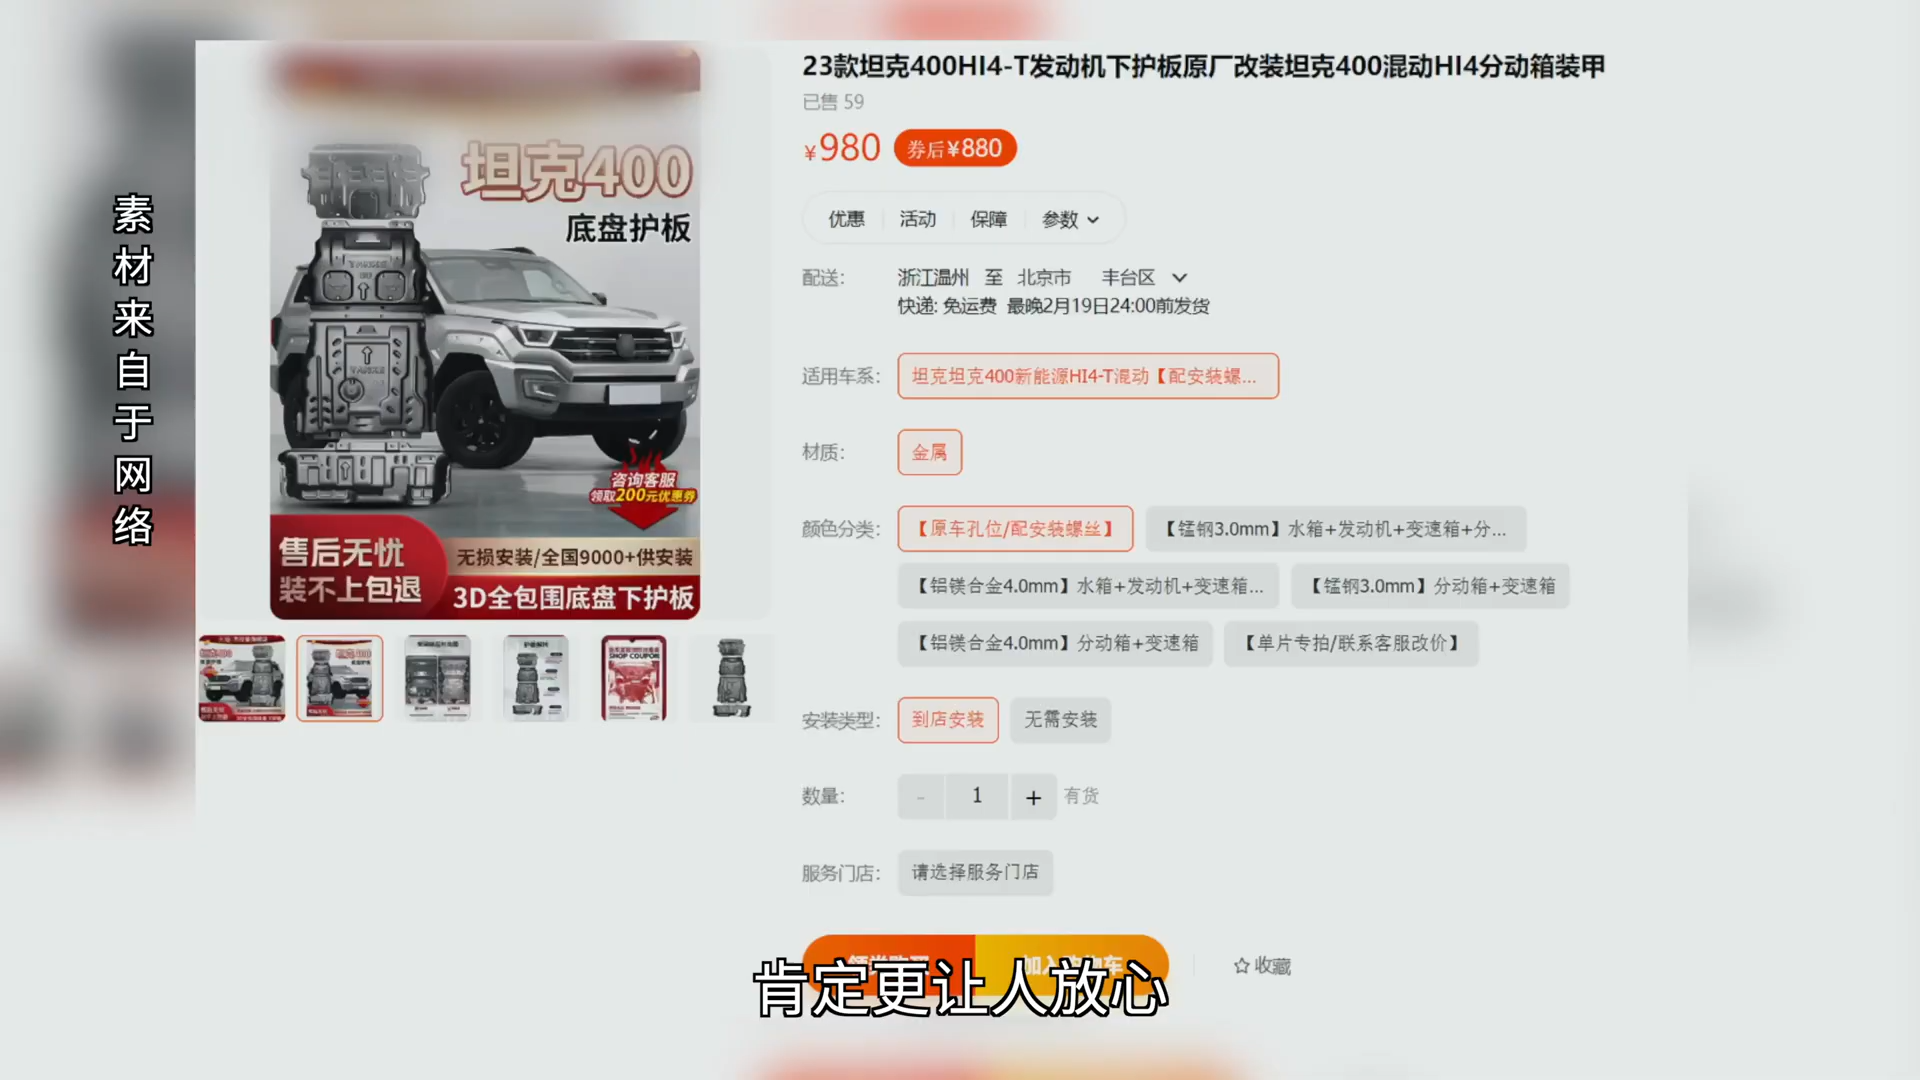 素材来自于网络
23款坦克400HI4-T发动机下护板原厂改装坦克400混动HI4分动箱装甲
已售 59
¥980 券后¥880
优惠 活动 保障 参数
配送： 浙江温州 至 北京市 丰台区
快递: 免运费 最晚2月19日24:00前发货
适用车系： 坦克坦克400新能源HI4-T混动【配安装螺...
材质： 金属
颜色分类： 【原车孔位/配安装螺丝】 【锰钢3.0mm】水箱+发动机+变速箱+分...
【铝镁合金4.0mm】水箱+发动机+变速箱... 【锰钢3.0mm】分动箱+变速箱
【铝镁合金4.0mm】分动箱+变速箱 【单片专拍/联系客服改价】
安装类型： 到店安装 无需安装
数量： - 1 + 有货
服务门店： 请选择服务门店
收藏
坦克400
底盘护板
咨询客服
领取200元优惠券
售后无忧
装不上包退
无损安装/全国9000+供安装
3D全包围底盘下护板
SHOP COUPON
肯定更让人放心